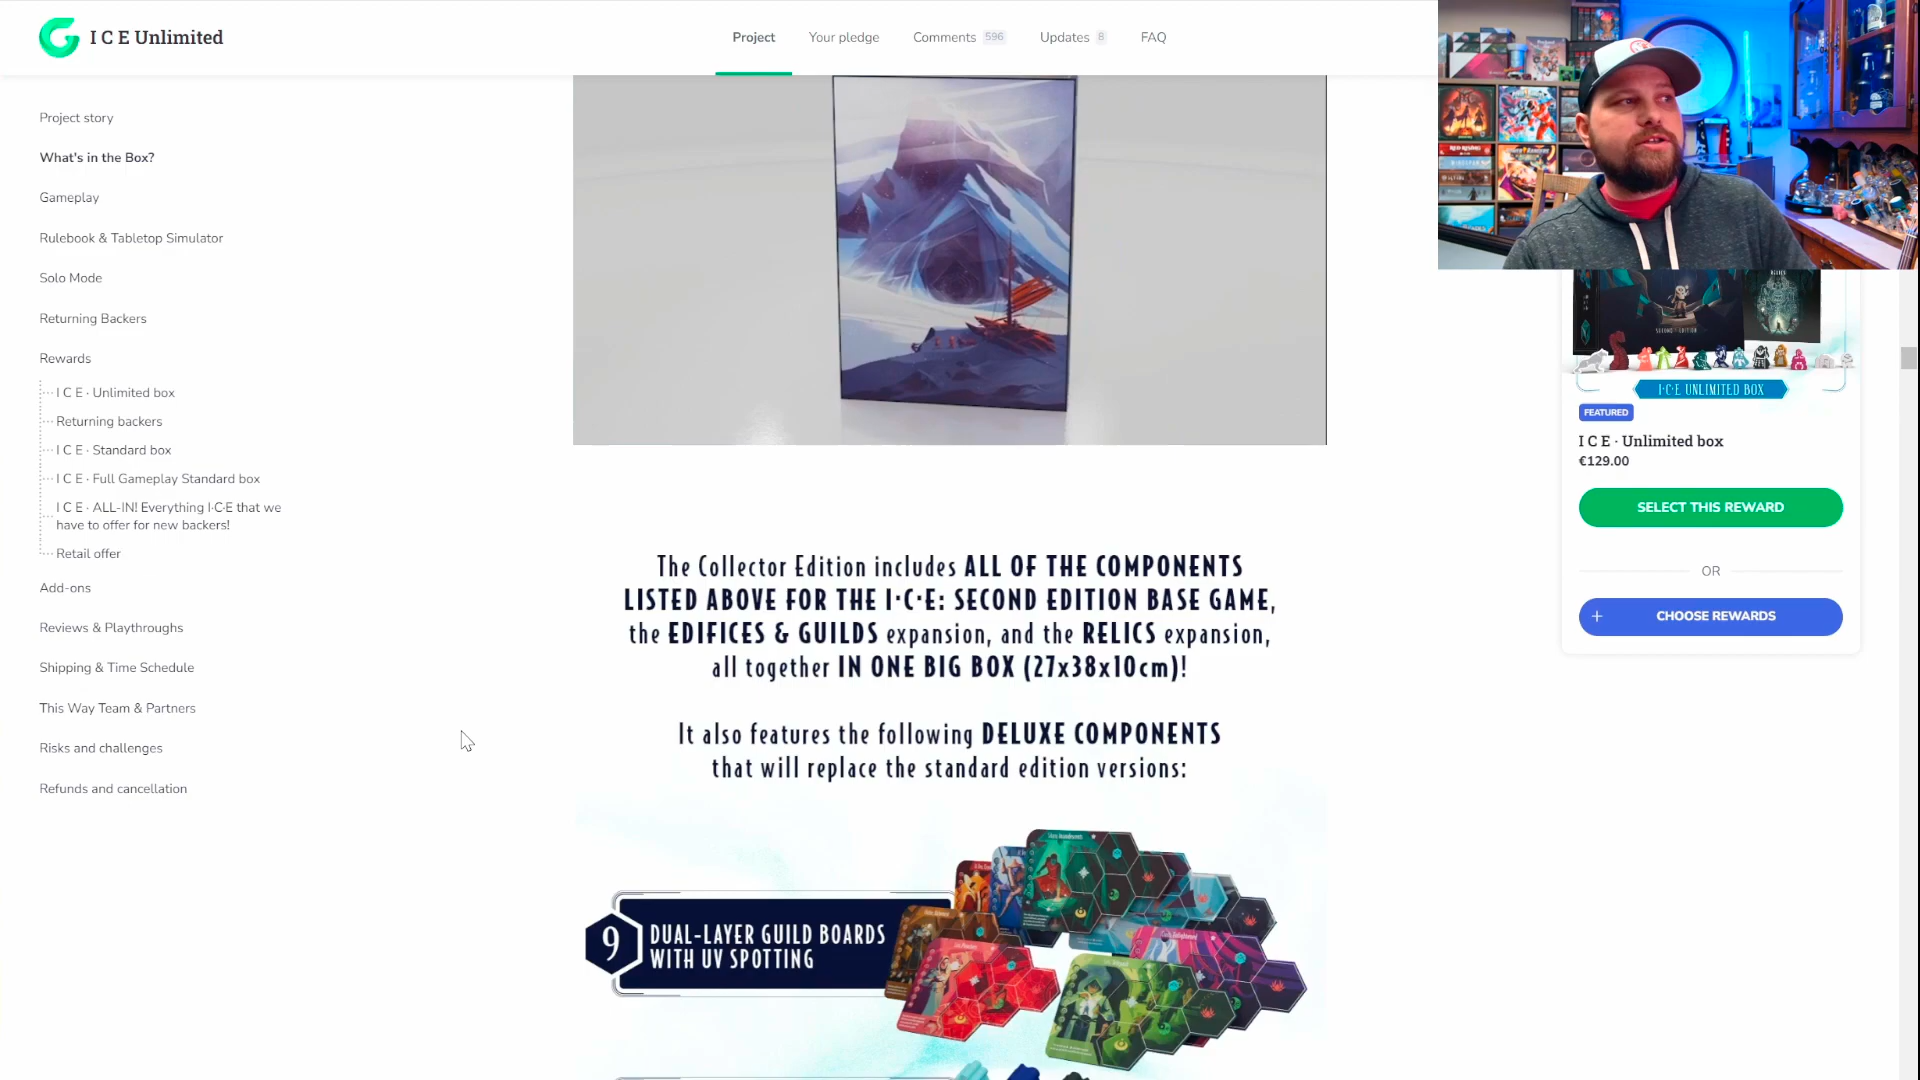 I C E Unlimited
Project
Your pledge
Comments 596
Updates 8
FAQ
Project story
What's in the Box?
Gameplay
Rulebook & Tabletop Simulator
Solo Mode
Returning Backers
Rewards
I C E · Unlimited box
Returning backers
I C E · Standard box
I C E · Full Gameplay Standard box
I C E · ALL-IN! Everything I·C·E that we
have to offer for new backers!
Retail offer
Add-ons
Reviews & Playthroughs
Shipping & Time Schedule
This Way Team & Partners
Risks and challenges
Refunds and cancellation
The Collector Edition includes ALL OF THE COMPONENTS
LISTED ABOVE FOR THE I·C·E: SECOND EDITION BASE GAME,
the EDIFICES & GUILDS expansion, and the RELICS expansion,
all together IN ONE BIG BOX (27x38x10cm)!
It also features the following DELUXE COMPONENTS
that will replace the standard edition versions:
9
DUAL-LAYER GUILD BOARDS
WITH UV SPOTTING
RELICS
SECOND · EDITION
I·C·E UNLIMITED BOX
FEATURED
I C E · Unlimited box
€129.00
SELECT THIS REWARD
OR
+ CHOOSE REWARDS